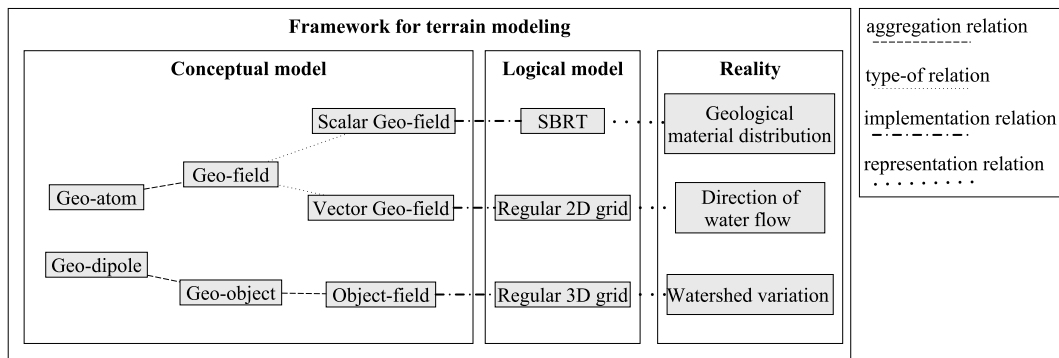 Framework for terrain modeling
Conceptual model
Logical model
Reality
Scalar Geo-field
SBRT
Geological
material distribution
Geo-field
Geo-atom
Vector Geo-field
Regular 2D grid
Direction of
water flow
Geo-dipole
Geo-object
Object-field
Regular 3D grid
Watershed variation
aggregation relation
type-of relation
implementation relation
representation relation